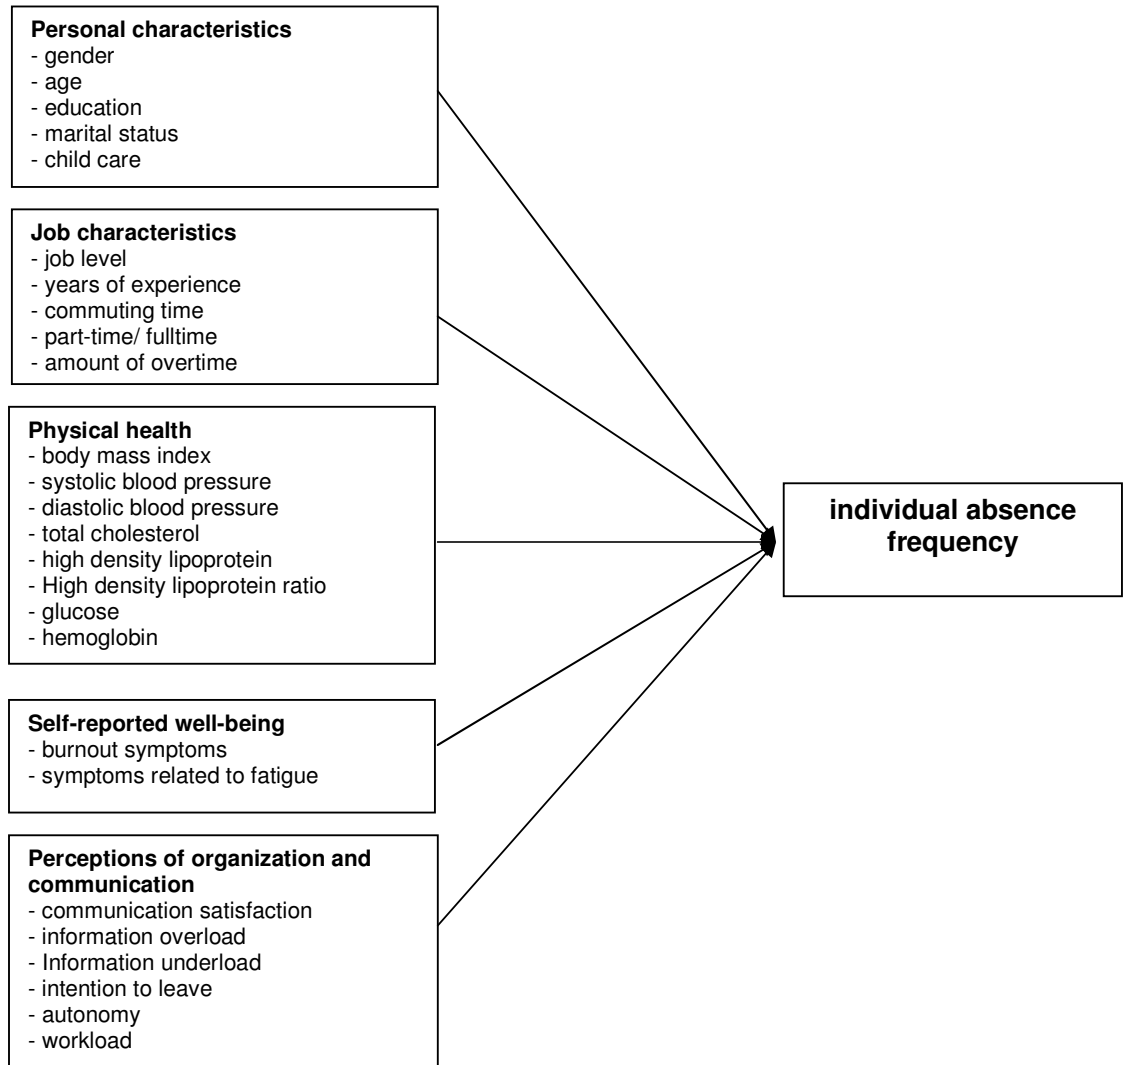 Personal characteristics
- gender
- age
- education
- marital status
- child care
Job characteristics
- job level
- years of experience
- commuting time
- part-time/ fulltime
- amount of overtime
Physical health
- body mass index
- systolic blood pressure
- diastolic blood pressure
- total cholesterol
- high density lipoprotein
- High density lipoprotein ratio
- glucose
- hemoglobin
Self-reported well-being
- burnout symptoms
- symptoms related to fatigue
Perceptions of organization and
communication
- communication satisfaction
- information overload
- Information underload
- intention to leave
- autonomy
- workload
individual absence
frequency